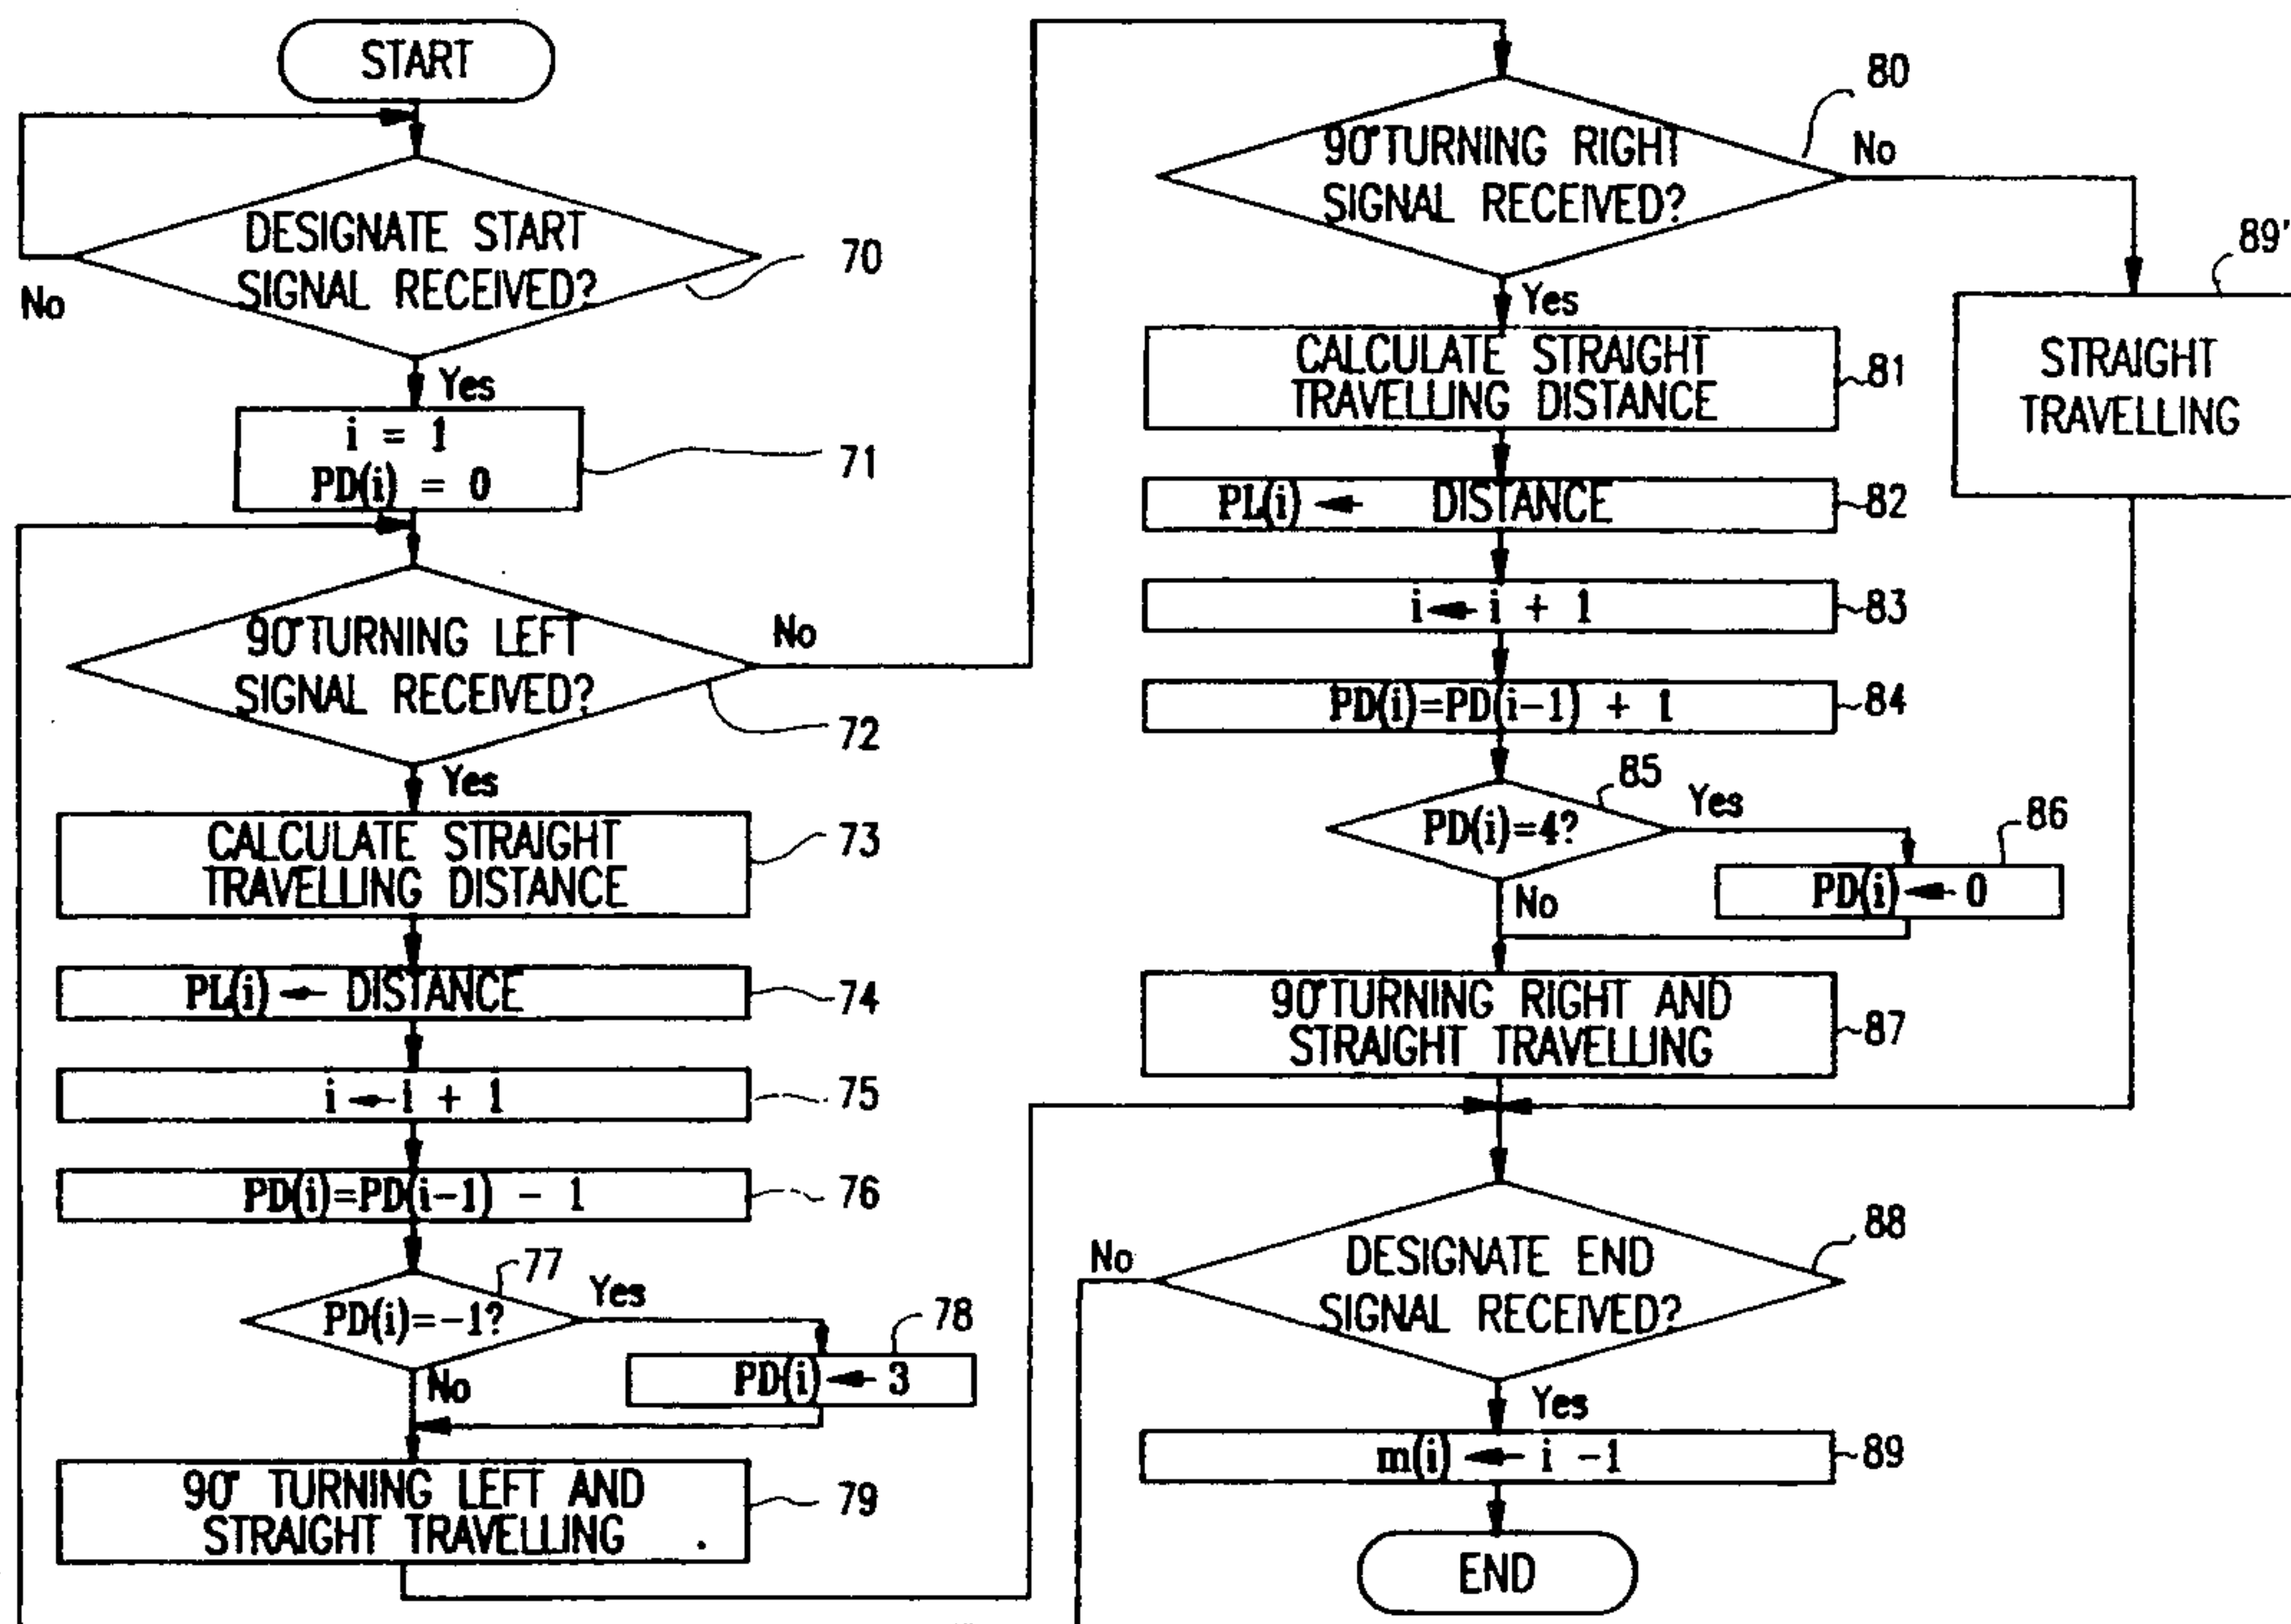 START
DESIGNATE START
SIGNAL RECEIVED?
70
No
Yes
i = 1
PD(i) = 0
71
90°TURNING LEFT
SIGNAL RECEIVED?
No
72
Yes
CALCULATE STRAIGHT
TRAVELLING DISTANCE
73
PL(i) ← DISTANCE
74
i ← i + 1
75
PD(i)=PD(i-1) - 1
76
PD(i)=-1?
77
Yes
78
PD(i) ← 3
No
90° TURNING LEFT AND
STRAIGHT TRAVELLING
79
90°TURNING RIGHT
SIGNAL RECEIVED?
80
No
89'
STRAIGHT
TRAVELLING
Yes
CALCULATE STRAIGHT
TRAVELLING DISTANCE
81
PL(i) ← DISTANCE
82
i ← i + 1
83
PD(i)=PD(i-1) + 1
84
PD(i)=4?
85
Yes
86
PD(i) ← 0
No
90°TURNING RIGHT AND
STRAIGHT TRAVELLING
87
DESIGNATE END
SIGNAL RECEIVED?
88
No
Yes
m(i) ← i -1
89
END